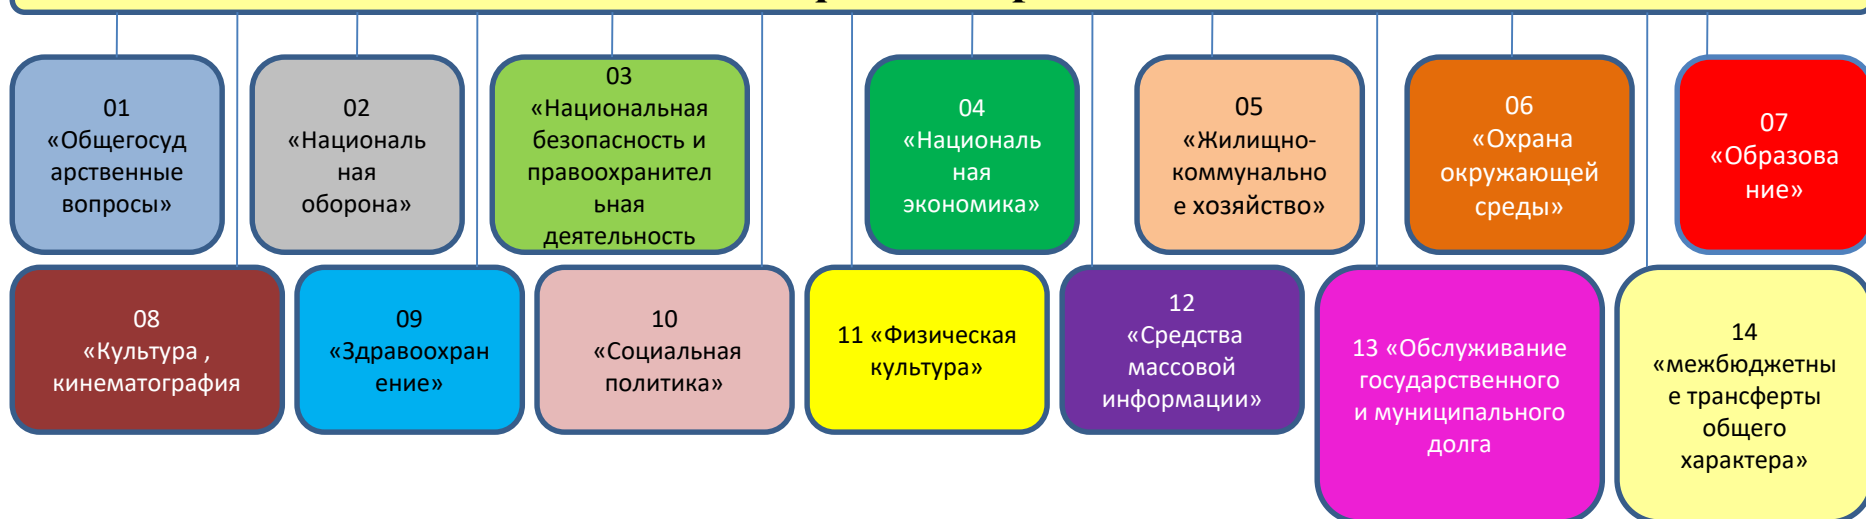 01
«Общегосуд
арственные
вопросы»
02
«Националь
ная
оборона»
03
«Национальная
безопасность и
правоохранител
ьная
деятельность
04
«Националь
ная
экономика»
05
«Жилищно-
коммунально
е хозяйство»
06
«Охрана
окружающей
среды»
07
«Образова
ние»
08
«Культура ,
кинематография
09
«Здравоохран
ение»
10
«Социальная
политика»
11 «Физическая
культура»
12
«Средства
массовой
информации»
13 «Обслуживание
государственного
и муниципального
долга
14
«межбюджетны
е трансферты
общего
характера»